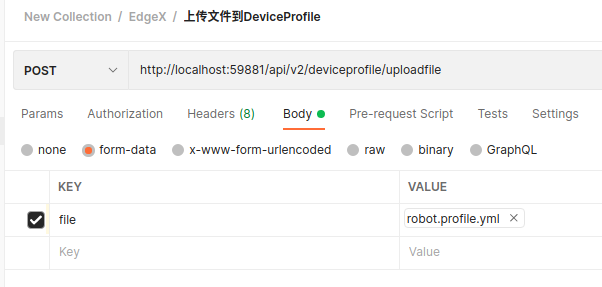 New Collection / EdgeX / 上传文件到DeviceProfile
POST http://localhost:59881/api/v2/deviceprofile/uploadfile
Params Authorization Headers (8) Body Pre-request Script Tests Settings
none form-data x-www-form-urlencoded raw binary GraphQL
KEY VALUE
file robot.profile.yml
Key Value